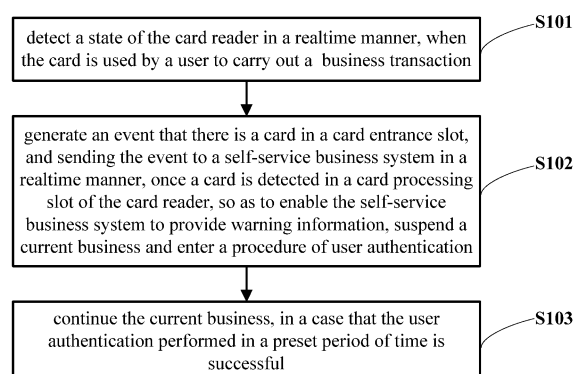 S101
detect a state of the card reader in a realtime manner, when
the card is used by a user to carry out a business transaction
S102
generate an event that there is a card in a card entrance slot,
and sending the event to a self-service business system in a
realtime manner, once a card is detected in a card processing
slot of the card reader, so as to enable the self-service
business system to provide warning information, suspend a
current business and enter a procedure of user authentication
S103
continue the current business, in a case that the user
authentication performed in a preset period of time is
successful